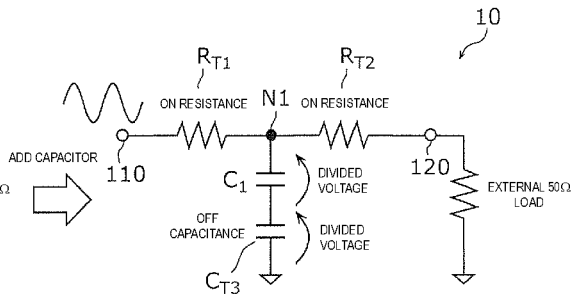 10
R_T1
R_T2
ON RESISTANCE
N1
ON RESISTANCE
ADD CAPACITOR
110
120
Ω
C_1
DIVIDED
VOLTAGE
EXTERNAL 50Ω
LOAD
OFF
CAPACITANCE
DIVIDED
VOLTAGE
C_T3